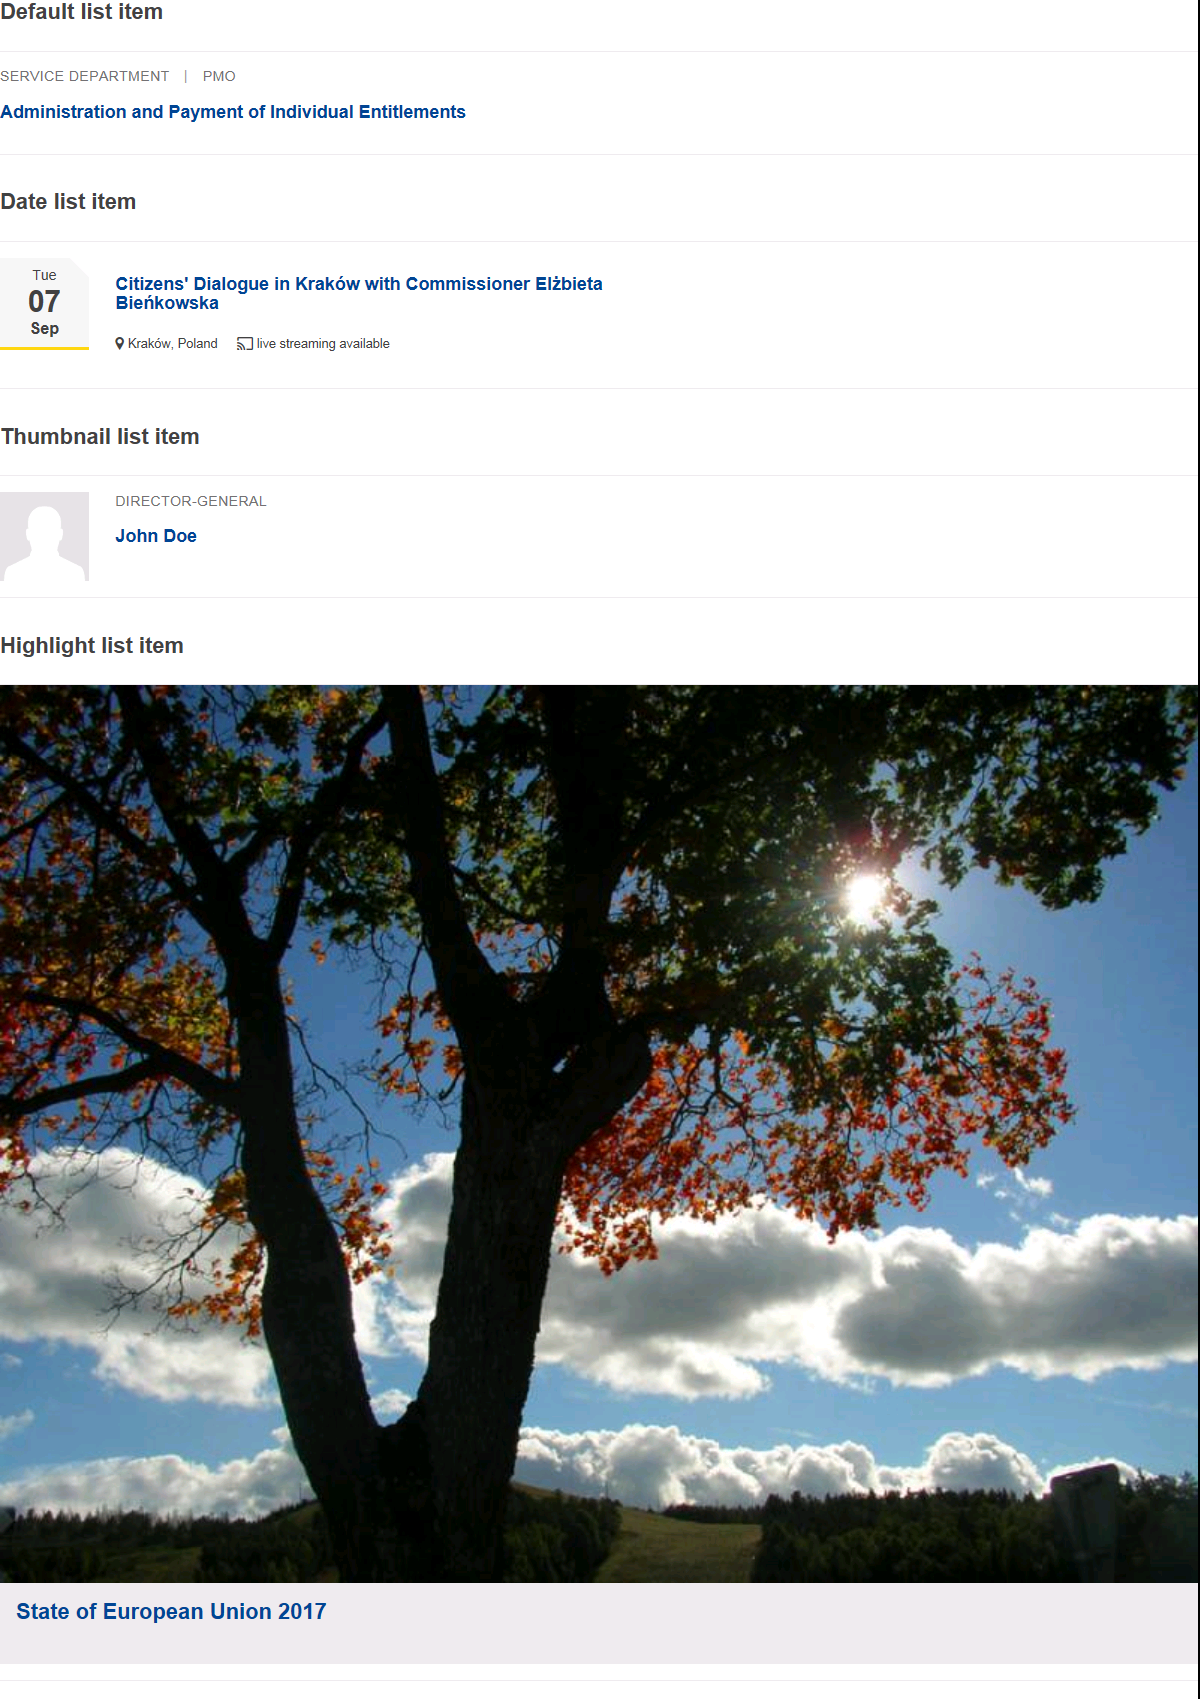 Default list item
SERVICE DEPARTMENT | PMO
Administration and Payment of Individual Entitlements
Date list item
Tue
07
Sep
Citizens' Dialogue in Kraków with Commissioner Elżbieta
Bieńkowska
Kraków, Poland live streaming available
Thumbnail list item
DIRECTOR-GENERAL
John Doe
Highlight list item
State of European Union 2017